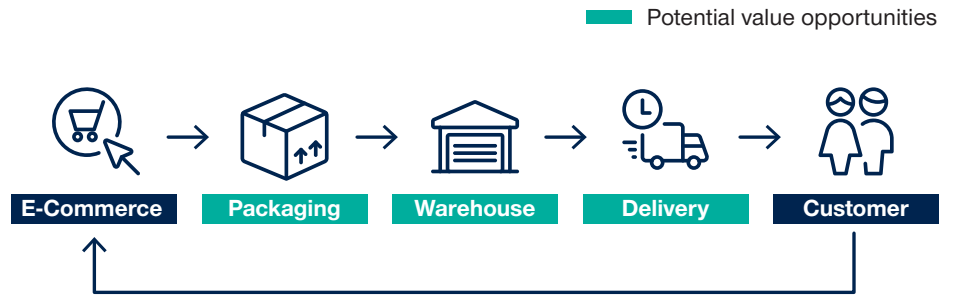 Potential value opportunities
E-Commerce
Packaging
Warehouse
Delivery
Customer